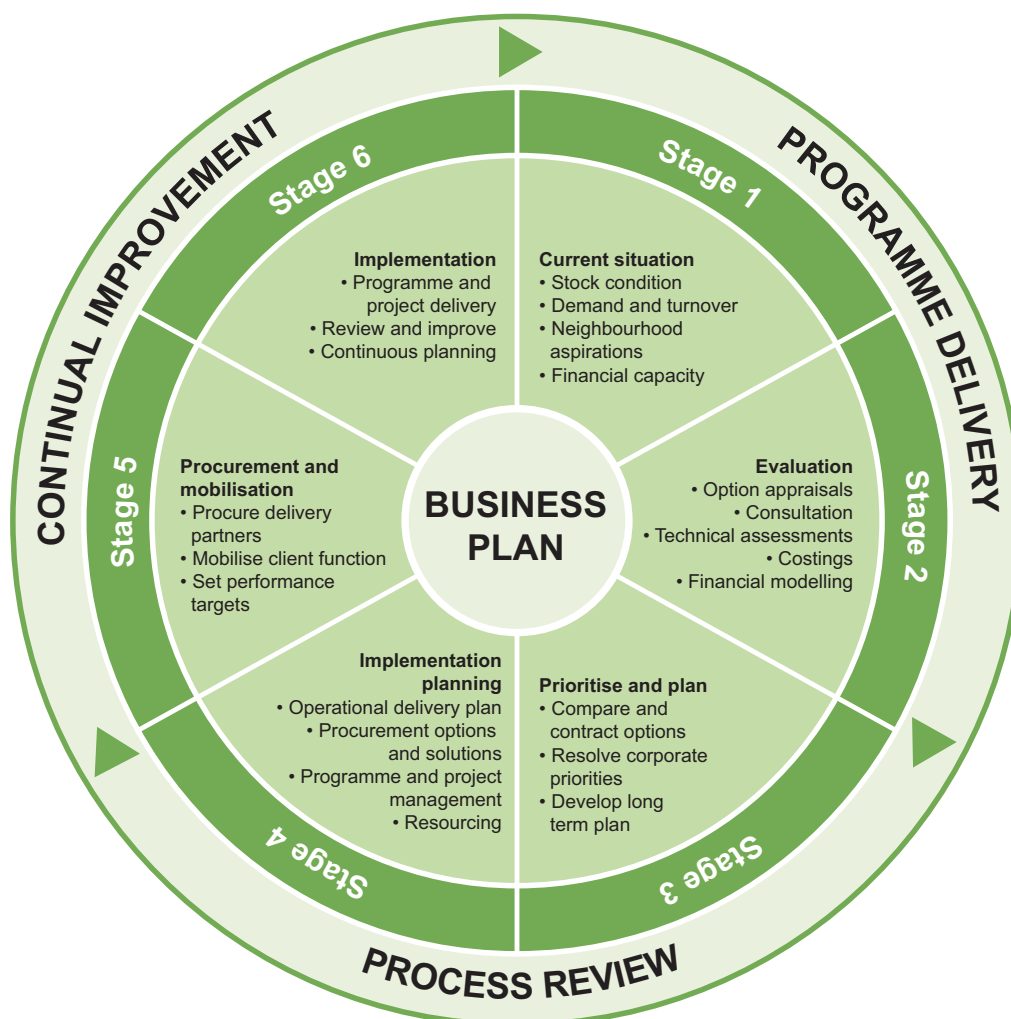 CONTINUAL IMPROVEMENT
PROGRAMME DELIVERY
PROCESS REVIEW
BUSINESS
PLAN
Stage 1
Current situation
• Stock condition
• Demand and turnover
• Neighbourhood
aspirations
• Financial capacity
Stage 2
Evaluation
• Option appraisals
• Consultation
• Technical assessments
• Costings
• Financial modelling
Stage 3
Prioritise and plan
• Compare and
contract options
• Resolve corporate
priorities
• Develop long
term plan
Stage 4
Implementation
planning
• Operational delivery plan
• Procurement options
and solutions
• Programme and project
management
• Resourcing
Stage 5
Procurement and
mobilisation
• Procure delivery
partners
• Mobilise client function
• Set performance
targets
Stage 6
Implementation
• Programme and
project delivery
• Review and improve
• Continuous planning